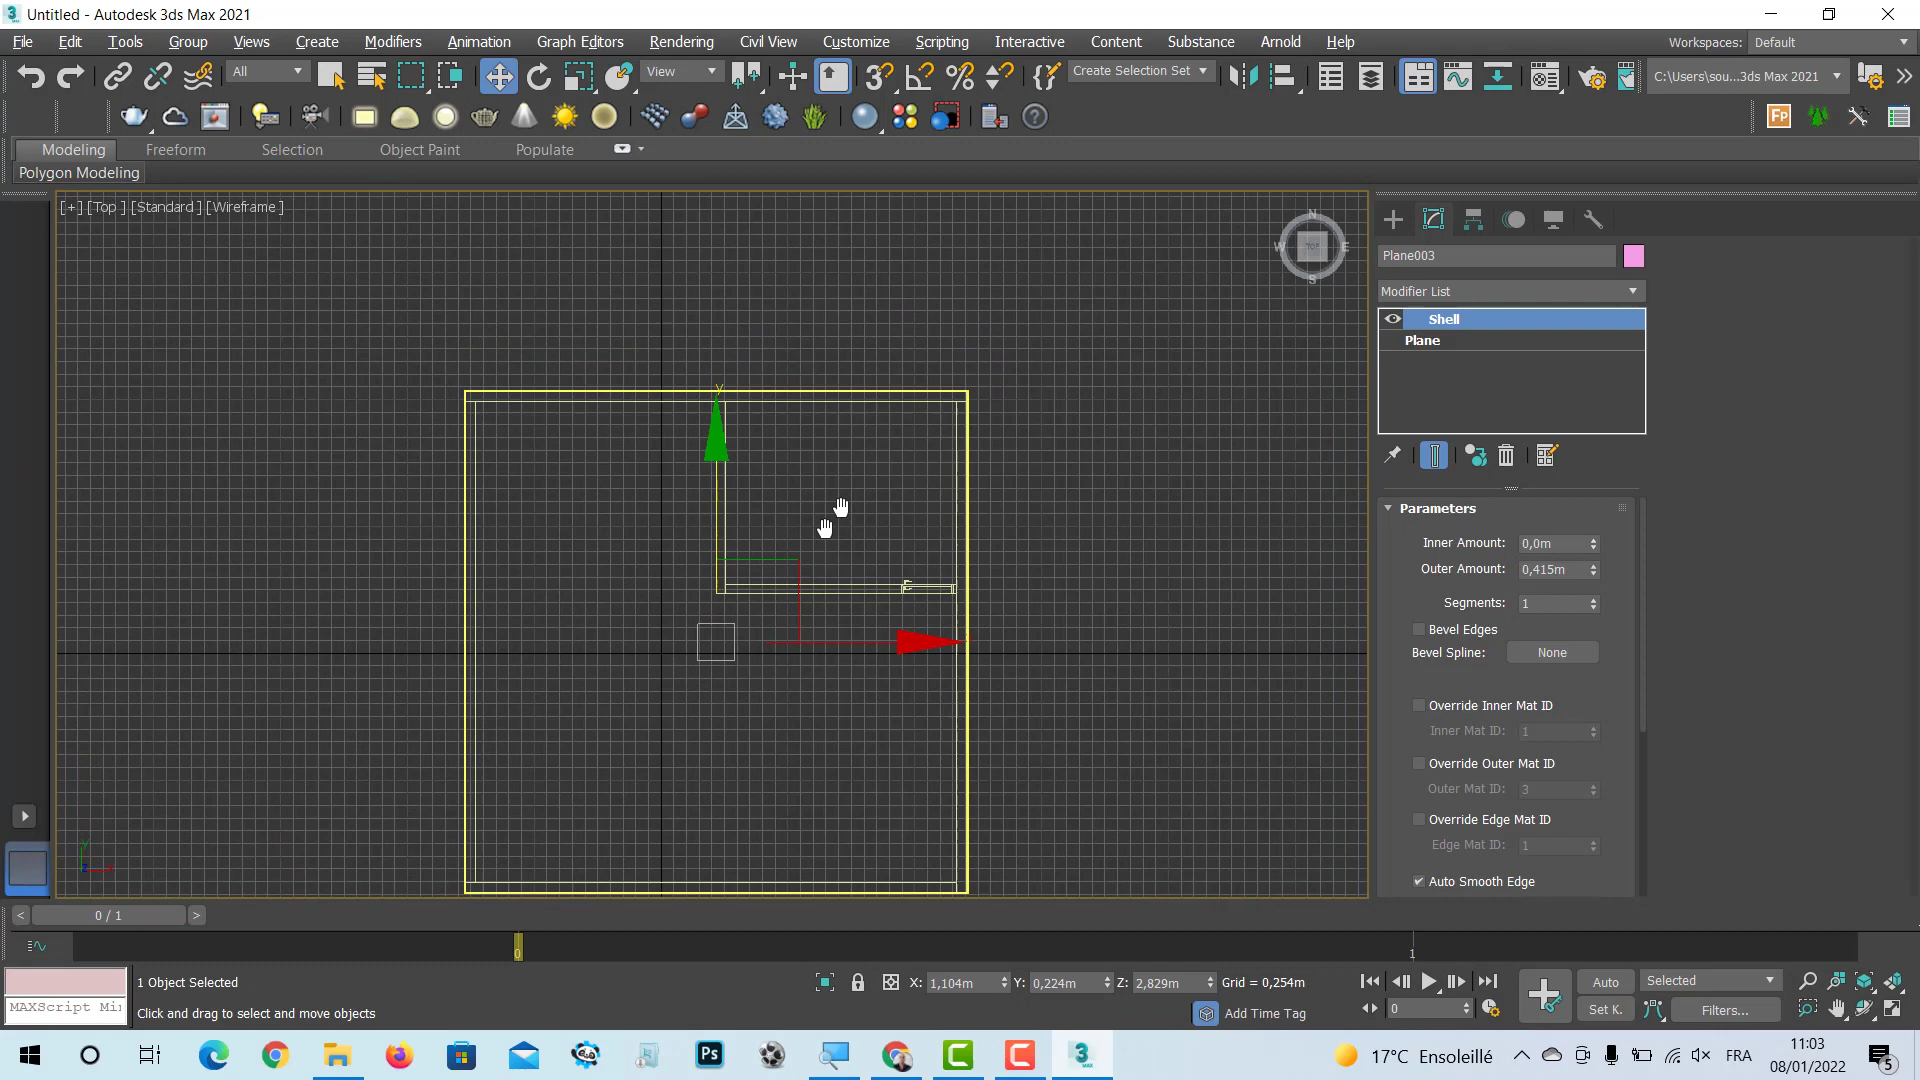 Untitled - Autodesk 3ds Max 2021
File Edit Tools Group Views Create Modifiers Animation Graph Editors Rendering Civil View Customize Scripting Interactive Content Substance Arnold Help
Workspaces: Default
All
View
Create Selection Set
C:\Users\sou...3ds Max 2021
Modeling Freeform Selection Object Paint Populate
Polygon Modeling
[+] [Top ] [Standard ] [Wireframe ]
N
W TOP E
S
Plane003
Modifier List
Shell
Plane
Parameters
Inner Amount: 0,0m
Outer Amount: 0,415m
Segments: 1
Bevel Edges
Bevel Spline: None
Override Inner Mat ID
Inner Mat ID: 1
Override Outer Mat ID
Outer Mat ID: 3
Override Edge Mat ID
Edge Mat ID: 1
Auto Smooth Edge
y
< 0 / 1 >
0 1
1 Object Selected
X: 1,104m Y: 0,224m Z: 2,829m Grid = 0,254m
Auto Selected
MAXScript Mi
Click and drag to select and move objects
Add Time Tag
0
Set K. Filters...
Ps
17°C Ensoleillé
FRA
11:03
08/01/2022
5